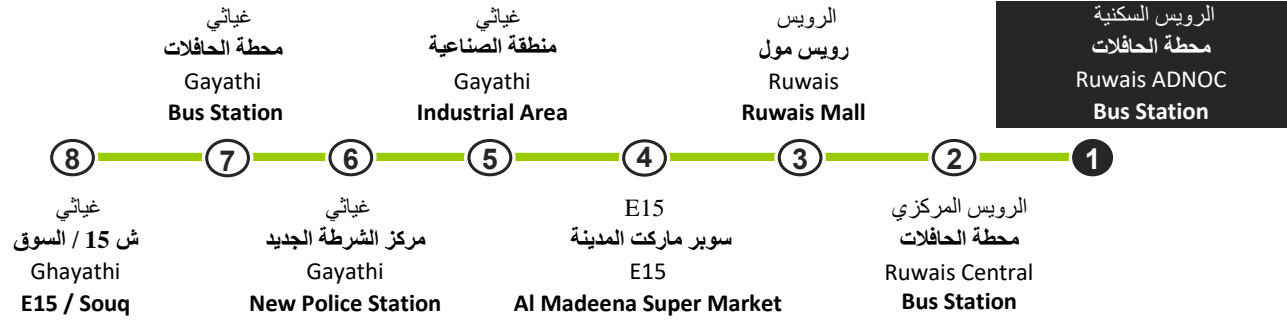 غياثي
محطة الحافلات
Gayathi
Bus Station
غياثي
منطقة الصناعية
Gayathi
Industrial Area
الرويس
رويس مول
Ruwais
Ruwais Mall
الرويس السكنية
محطة الحافلات
Ruwais ADNOC
Bus Station
8 7 6 5 4 3 2 1
غياثي
ش 15 / السوق
Ghayathi
E15 / Souq
غياثي
مركز الشرطة الجديد
Gayathi
New Police Station
E15
سوبر ماركت المدينة
E15
Al Madeena Super Market
الرويس المركزي
محطة الحافلات
Ruwais Central
Bus Station